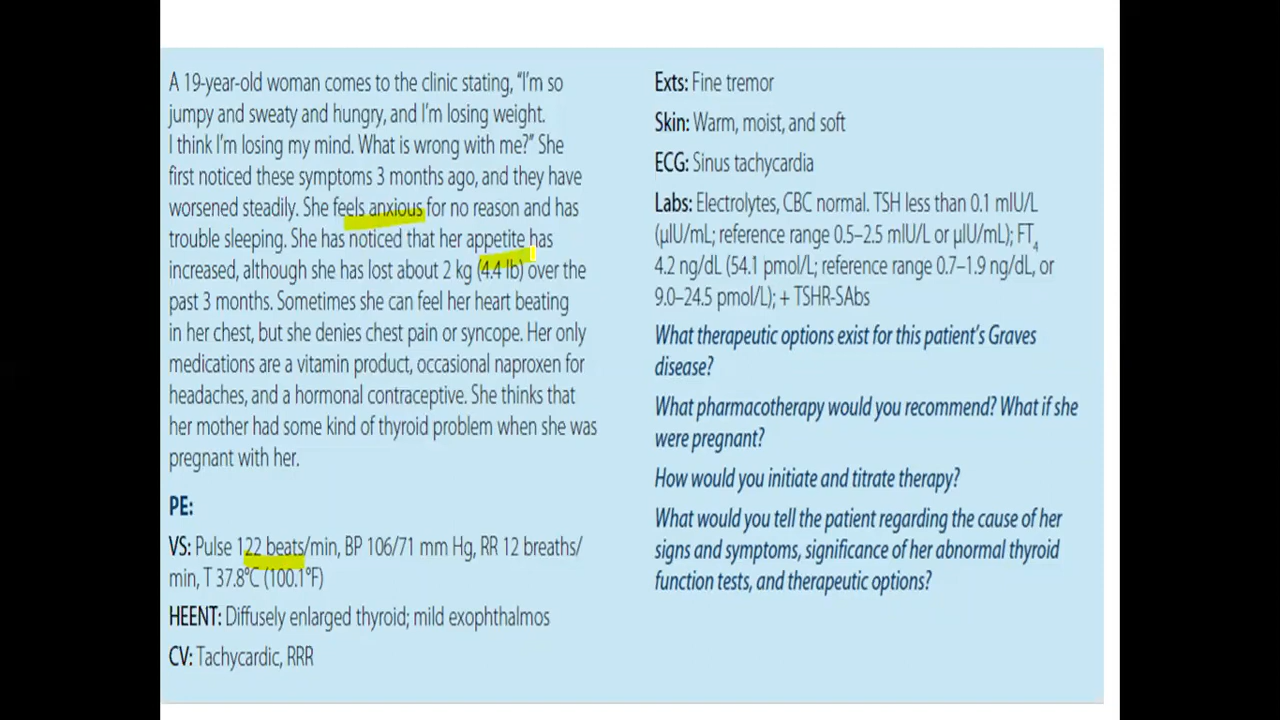 A 19-year-old woman comes to the clinic stating, “I’m so
jumpy and sweaty and hungry, and I’m losing weight.
I think I’m losing my mind. What is wrong with me?” She
first noticed these symptoms 3 months ago, and they have
worsened steadily. She feels anxious for no reason and has
trouble sleeping. She has noticed that her appetite has
increased, although she has lost about 2 kg (4.4 lb) over the
past 3 months. Sometimes she can feel her heart beating
in her chest, but she denies chest pain or syncope. Her only
medications are a vitamin product, occasional naproxen for
headaches, and a hormonal contraceptive. She thinks that
her mother had some kind of thyroid problem when she was
pregnant with her.
PE:
VS: Pulse 122 beats/min, BP 106/71 mm Hg, RR 12 breaths/
min, T 37.8°C (100.1°F)
HEENT: Diffusely enlarged thyroid; mild exophthalmos
CV: Tachycardic, RRR
Exts: Fine tremor
Skin: Warm, moist, and soft
ECG: Sinus tachycardia
Labs: Electrolytes, CBC normal. TSH less than 0.1 mIU/L
(μIU/mL; reference range 0.5–2.5 mIU/L or μIU/mL); FT4
4.2 ng/dL (54.1 pmol/L; reference range 0.7–1.9 ng/dL, or
9.0–24.5 pmol/L); + TSHR-SAbs
What therapeutic options exist for this patient’s Graves
disease?
What pharmacotherapy would you recommend? What if she
were pregnant?
How would you initiate and titrate therapy?
What would you tell the patient regarding the cause of her
signs and symptoms, significance of her abnormal thyroid
function tests, and therapeutic options?